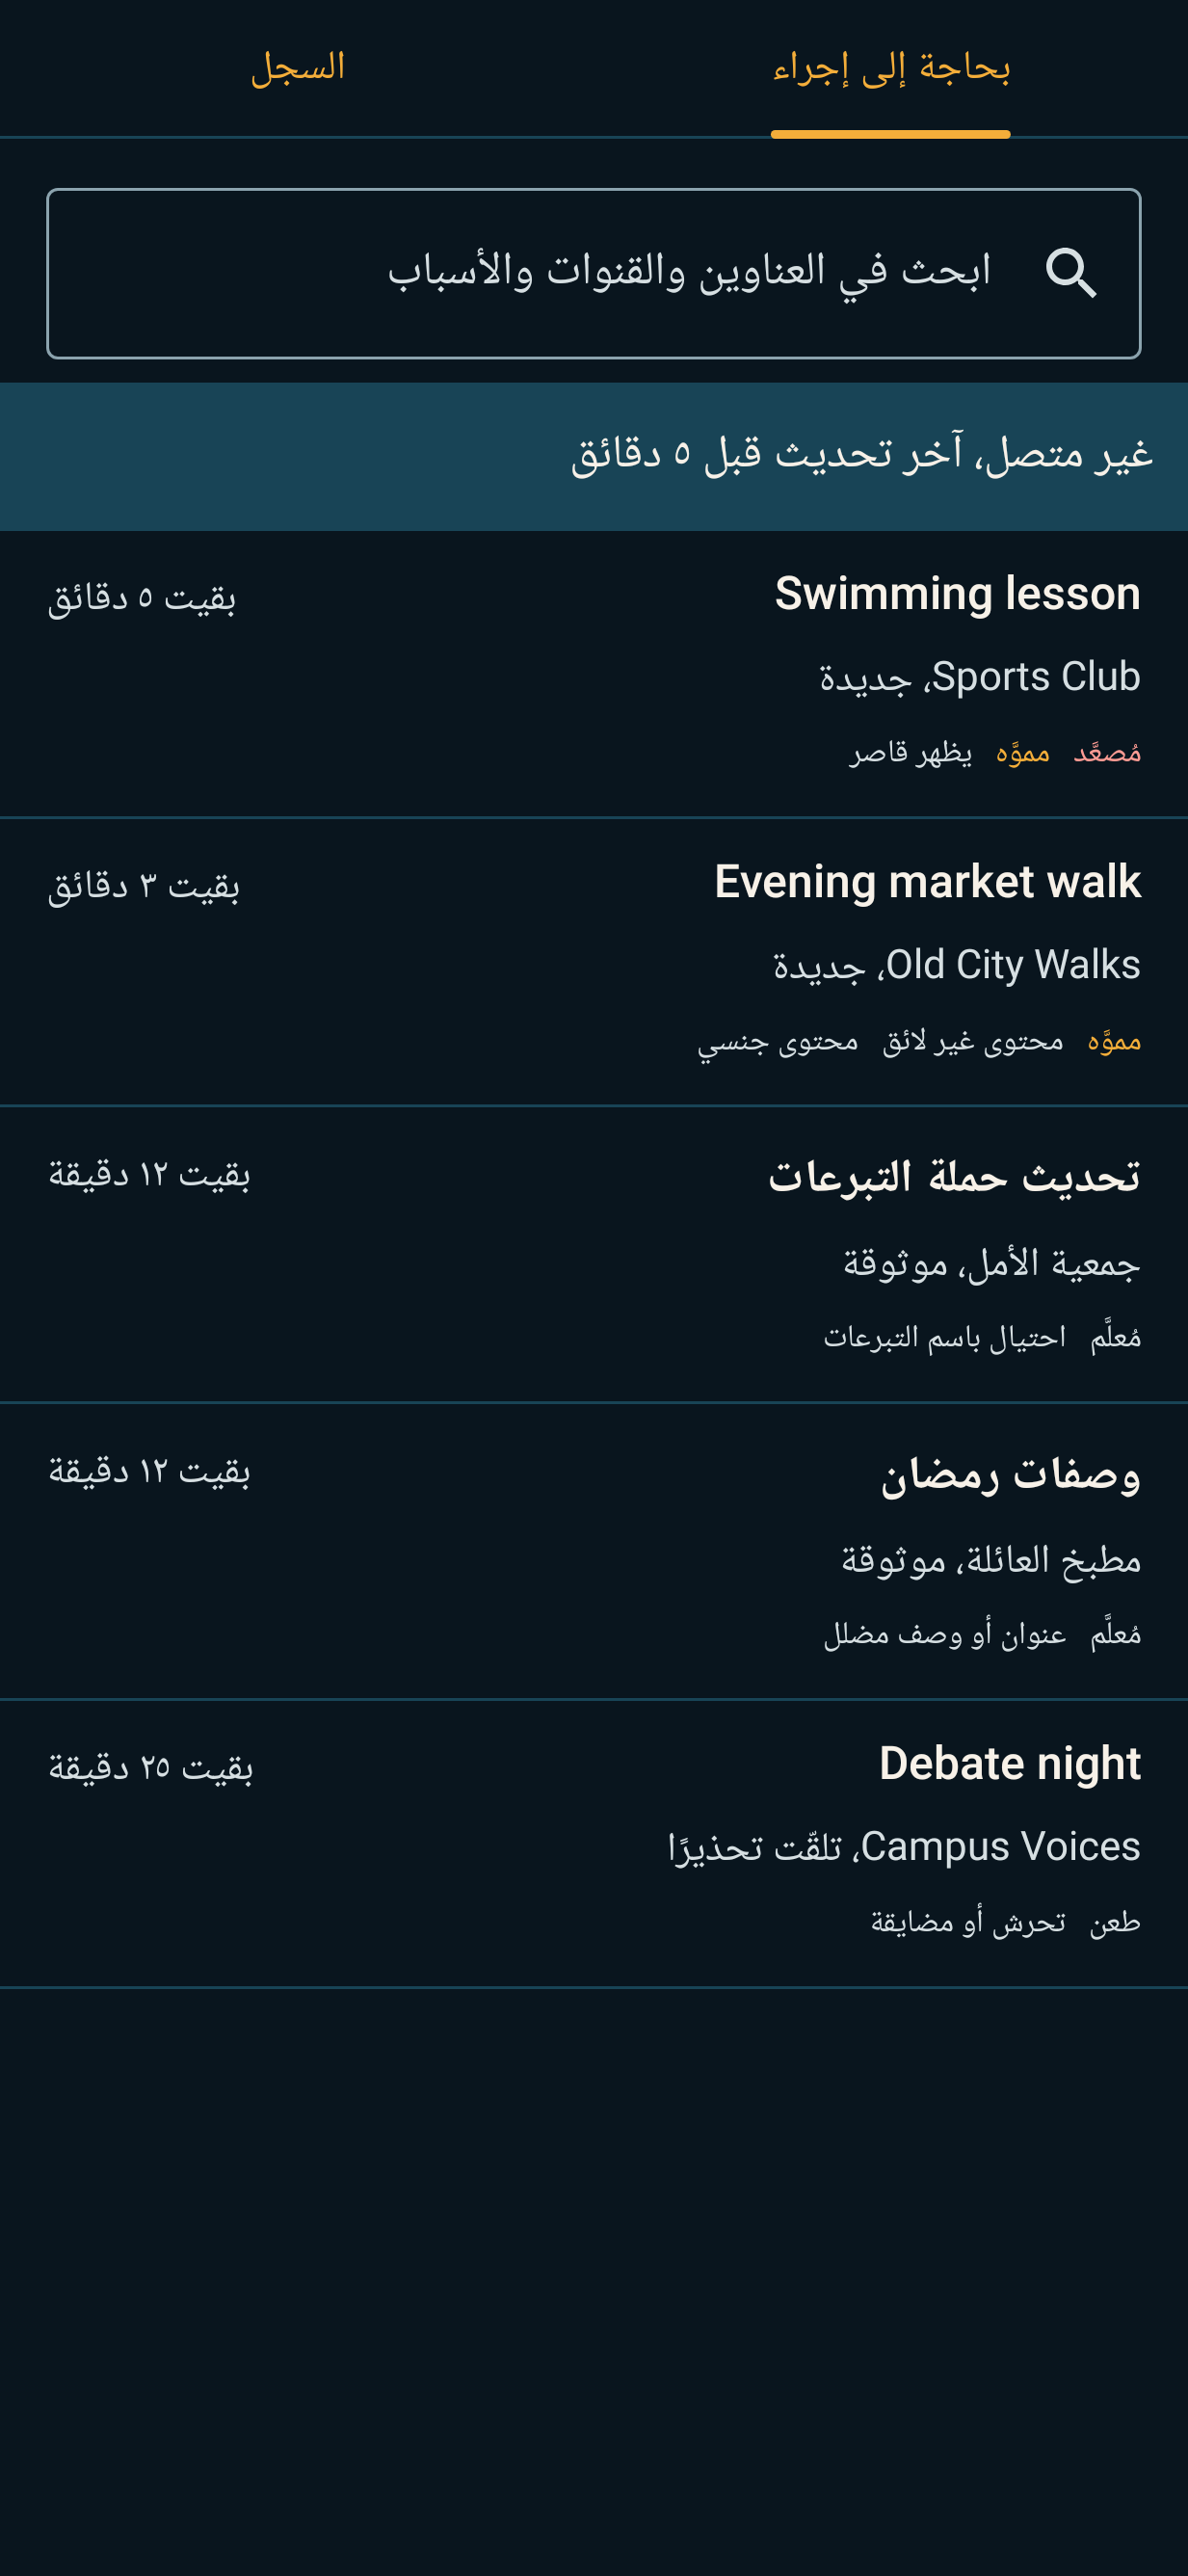 بحاجة إلى إجراء
السجل
ابحث في العناوين والقنوات والأسباب
غير متصل، آخر تحديث قبل ٥ دقائق
Swimming lesson
بقيت ٥ دقائق
Sports Club، جديدة
مُصعَّد مموَّه يظهر قاصر
Evening market walk
بقيت ٣ دقائق
Old City Walks، جديدة
مموَّه محتوى غير لائق محتوى جنسي
تحديث حملة التبرعات
بقيت ١٢ دقيقة
جمعية الأمل، موثوقة
مُعلَّم احتيال باسم التبرعات
وصفات رمضان
بقيت ١٢ دقيقة
مطبخ العائلة، موثوقة
مُعلَّم عنوان أو وصف مضلل
Debate night
بقيت ٢٥ دقيقة
Campus Voices، تلقّت تحذيرًا
طعن تحرش أو مضايقة